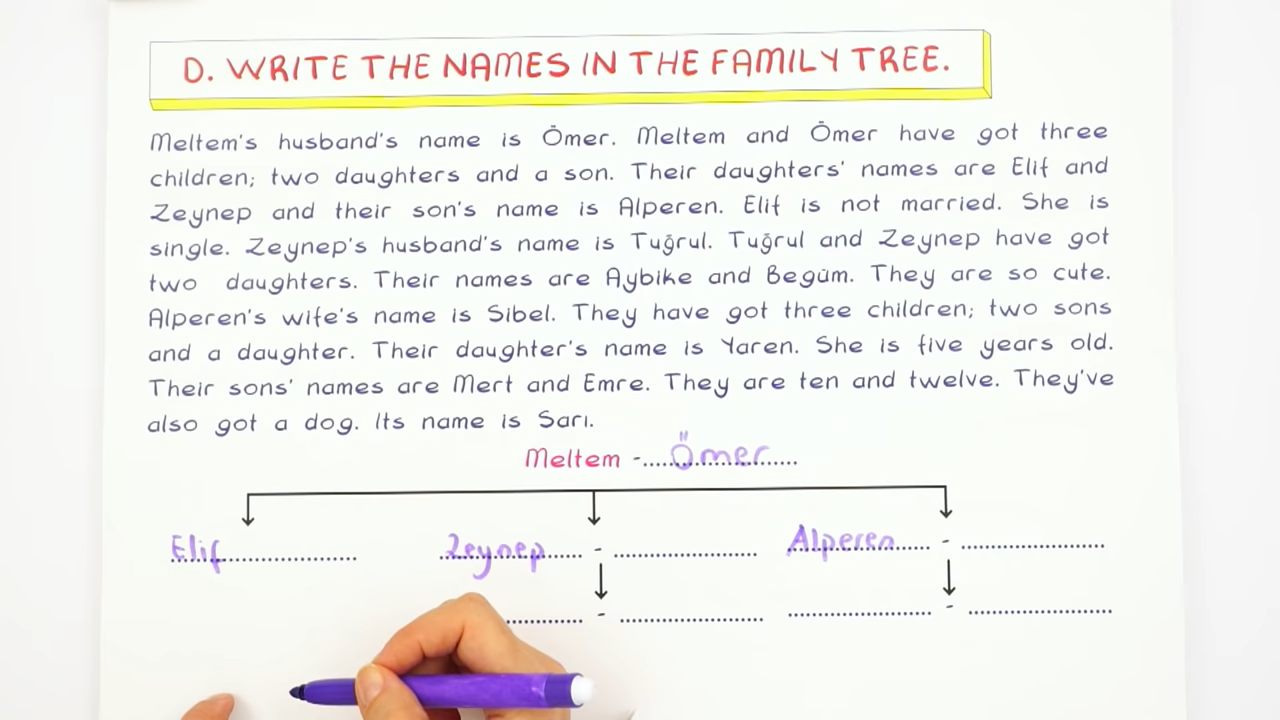 D. WRITE THE NAMES IN THE FAMILY TREE.
Meltem's husband's name is Ömer. Meltem and Ömer have got three
children; two daughters and a son. Their daughters' names are Elif and
Zeynep and their son's name is Alperen. Elif is not married. She is
single. Zeynep's husband's name is Tuğrul. Tuğrul and Zeynep have got
two daughters. Their names are Aybike and Begüm. They are so cute.
Alperen's wife's name is Sibel. They have got three children; two sons
and a daughter. Their daughter's name is Yaren. She is five years old.
Their sons' names are Mert and Emre. They are ten and twelve. They've
also got a dog. Its name is Sarı.
Meltem - Ömer
Elif Zeynep - Alperen -
- -